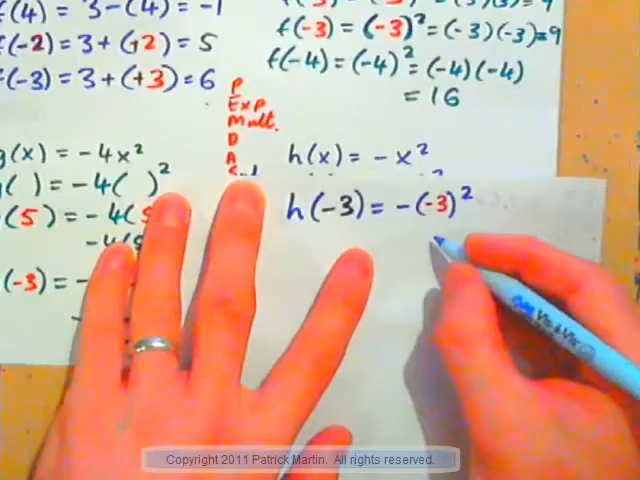 f(4) = 3-(4) = -1
f(-2) = 3 + (+2) = 5
f(-3) = 3 + (+3) = 6
f(-3) = (-3)² = (-3)(-3) = 9
f(-4) = (-4)² = (-4)(-4)
= 16
P
Exp.
Mult.
D
A
g(x) = -4x²
( ) = -4( )²
(5) = -4(
-4(
(-3) = -
h(x) = -x²
h(-3) = -(-3)²
Copyright 2011 Patrick Martin. All rights reserved.